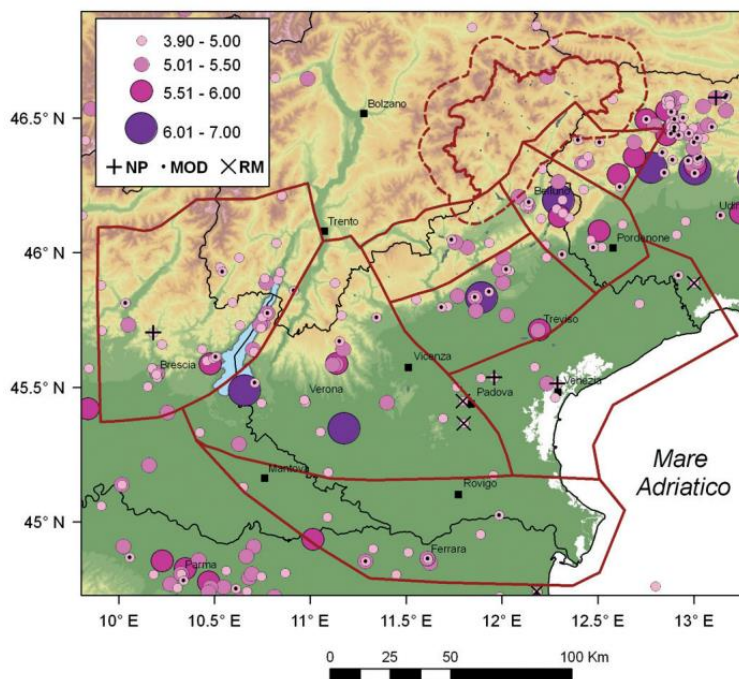 3.90 - 5.00
5.01 - 5.50
5.51 - 6.00
6.01 - 7.00
NP MOD RM
Bolzano
46.5° N
Trento
Belluno
Udi
46° N
Pordenone
Treviso
Brescia
Vicenza
45.5° N
Verona
Padova
Venezia
Mare
Adriatico
Mantova
Rovigo
45° N
Ferrara
Parma
10° E 10.5° E 11° E 11.5° E 12° E 12.5° E 13° E
0 25 50 100 Km